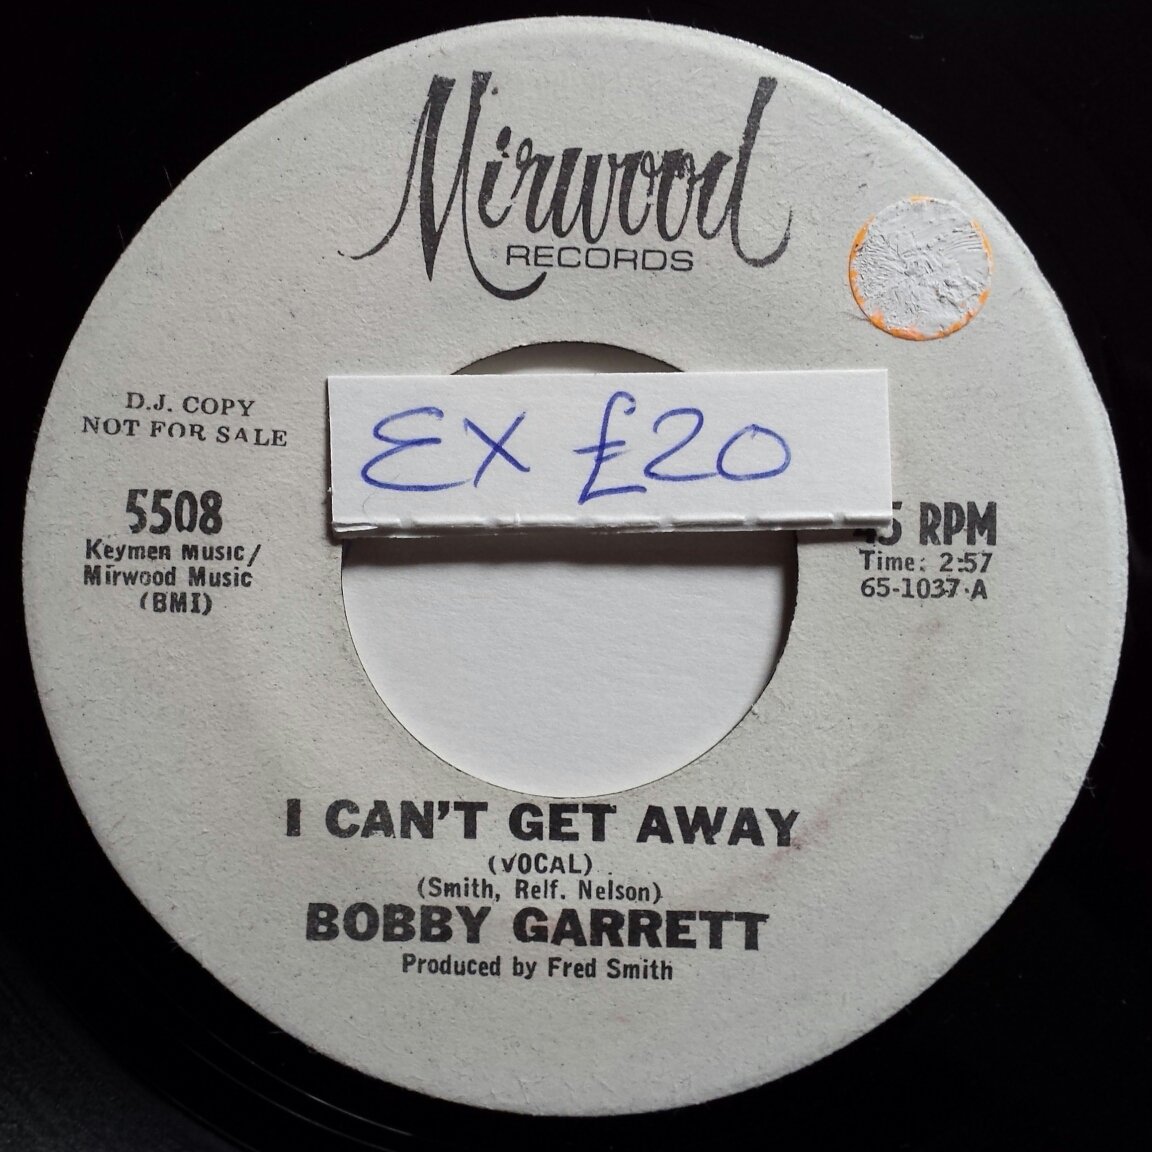 Mirwood
RECORDS
D.J. COPY
NOT FOR SALE
EX £20
5508
Keymen Music/
Mirwood Music
(BMI)
45 RPM
Time: 2:57
65-1037-A
I CAN'T GET AWAY
(VOCAL)
(Smith, Relf. Nelson)
BOBBY GARRETT
Produced by Fred Smith